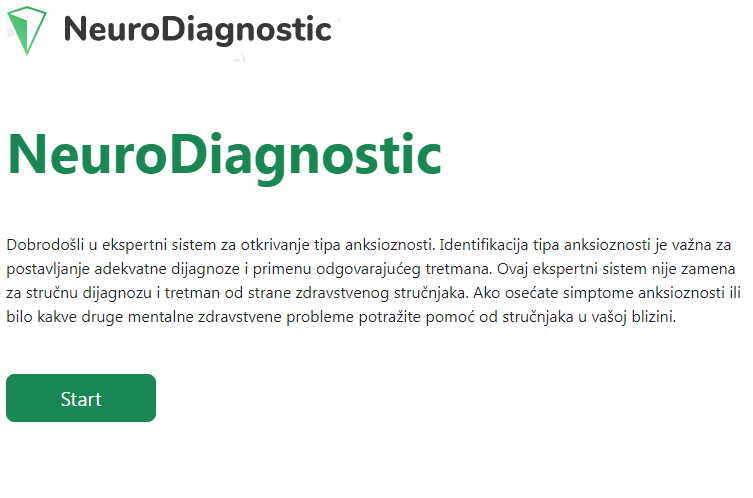 NeuroDiagnostic
NeuroDiagnostic
Dobrodošli u ekspertni sistem za otkrivanje tipa anksioznosti. Identifikacija tipa anksioznosti je važna za
postavljanje adekvatne dijagnoze i primenu odgovarajućeg tretmana. Ovaj ekspertni sistem nije zamena
za stručnu dijagnozu i tretman od strane zdravstvenog stručnjaka. Ako osećate simptome anksioznosti ili
bilo kakve druge mentalne zdravstvene probleme potražite pomoć od stručnjaka u vašoj blizini.
Start